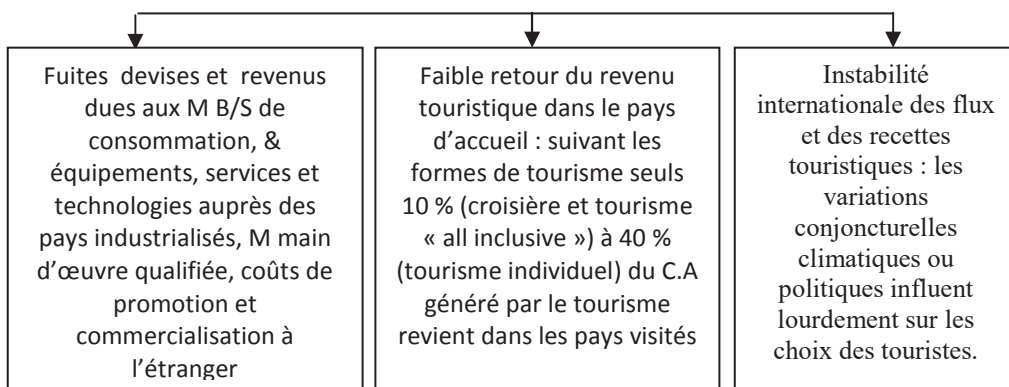 Fuites devises et revenus
dues aux M B/S de
consommation, &
équipements, services et
technologies auprès des
pays industrialisés, M main
d'œuvre qualifiée, coûts de
promotion et
commercialisation à
l'étranger
Faible retour du revenu
touristique dans le pays
d'accueil : suivant les
formes de tourisme seuls
10 % (croisière et tourisme
« all inclusive ») à 40 %
(tourisme individuel) du C.A
généré par le tourisme
revient dans les pays visités
Instabilité
internationale des flux
et des recettes
touristiques : les
variations
conjoncturelles
climatiques ou
politiques influent
lourdement sur les
choix des touristes.